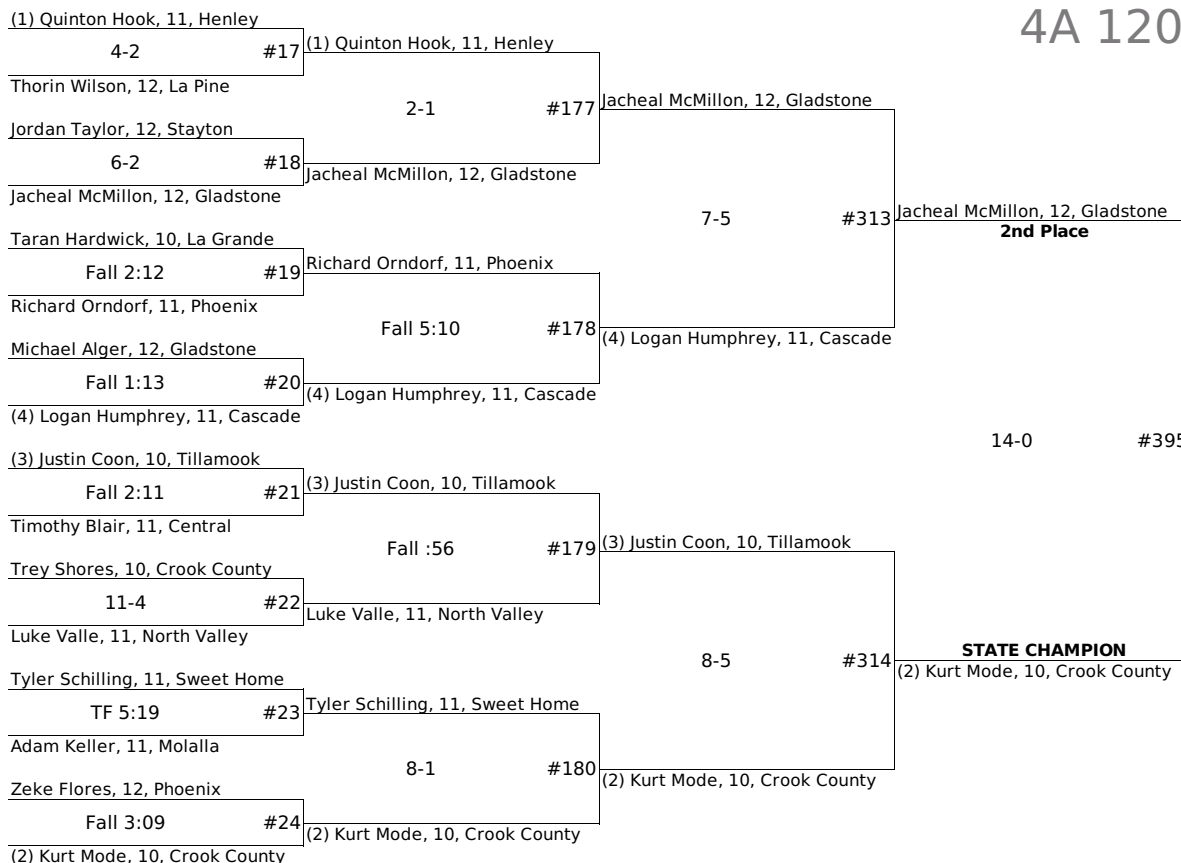 4A 120
(1) Quinton Hook, 11, Henley
4-2 #17
Thorin Wilson, 12, La Pine
Jordan Taylor, 12, Stayton
6-2 #18
Jacheal McMillon, 12, Gladstone
Taran Hardwick, 10, La Grande
Fall 2:12 #19
Richard Orndorf, 11, Phoenix
Michael Alger, 12, Gladstone
Fall 1:13 #20
(4) Logan Humphrey, 11, Cascade
(3) Justin Coon, 10, Tillamook
Fall 2:11 #21
Timothy Blair, 11, Central
Trey Shores, 10, Crook County
11-4 #22
Luke Valle, 11, North Valley
Tyler Schilling, 11, Sweet Home
TF 5:19 #23
Adam Keller, 11, Molalla
Zeke Flores, 12, Phoenix
Fall 3:09 #24
(2) Kurt Mode, 10, Crook County
(1) Quinton Hook, 11, Henley
2-1 #177
Jacheal McMillon, 12, Gladstone
Richard Orndorf, 11, Phoenix
Fall 5:10 #178
(4) Logan Humphrey, 11, Cascade
(3) Justin Coon, 10, Tillamook
Fall :56 #179
Luke Valle, 11, North Valley
Tyler Schilling, 11, Sweet Home
8-1 #180
(2) Kurt Mode, 10, Crook County
Jacheal McMillon, 12, Gladstone
7-5 #313
(4) Logan Humphrey, 11, Cascade
(3) Justin Coon, 10, Tillamook
8-5 #314
(2) Kurt Mode, 10, Crook County
Jacheal McMillon, 12, Gladstone
2nd Place
14-0 #395
STATE CHAMPION
(2) Kurt Mode, 10, Crook County